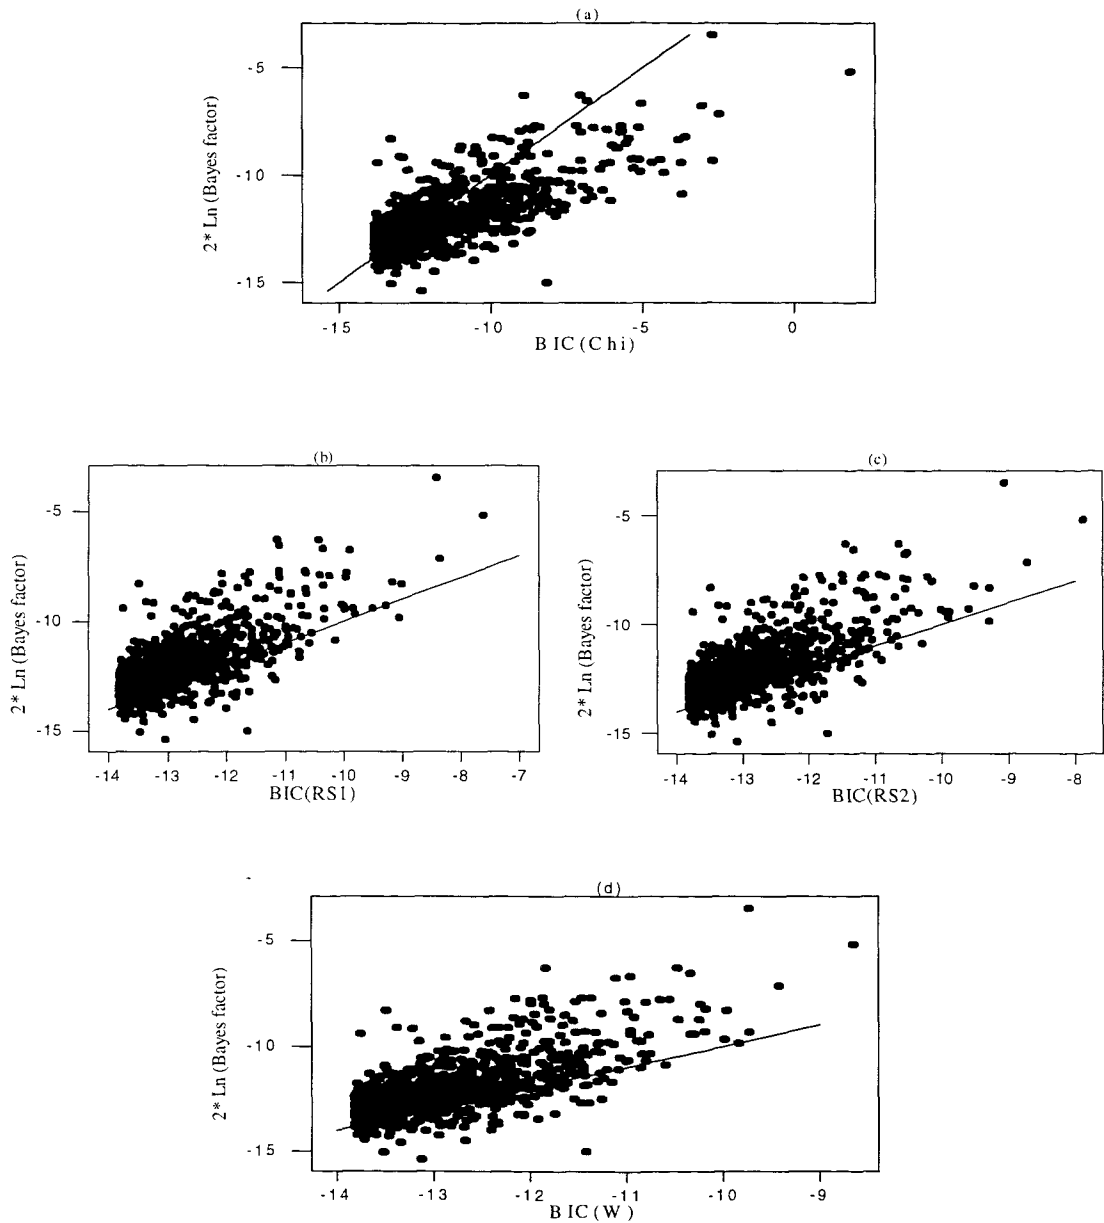 (a)
2* Ln (Bayes factor)
-5
-10
-15
-15 -10 -5 0
BIC(Chi)
(b)
2* Ln (Bayes factor)
-5
-10
-15
-14 -13 -12 -11 -10 -9 -8 -7
BIC(RS1)
(c)
2* Ln (Bayes factor)
-5
-10
-15
-14 -13 -12 -11 -10 -9 -8
BIC(RS2)
(d)
2* Ln (Bayes factor)
-5
-10
-15
-14 -13 -12 -11 -10 -9
BIC(W)